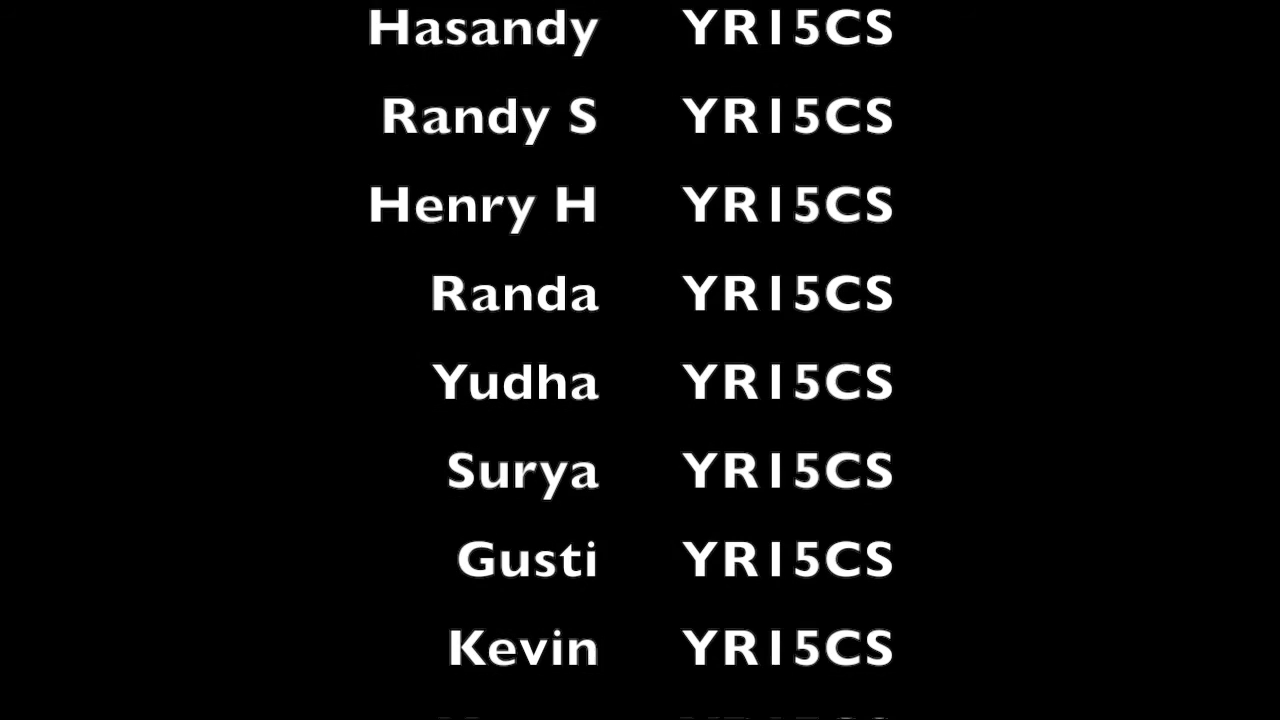 Hasandy YR15CS
Randy S YR15CS
Henry H YR15CS
Randa YR15CS
Yudha YR15CS
Surya YR15CS
Gusti YR15CS
Kevin YR15CS